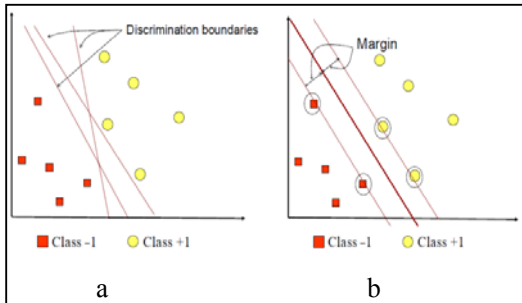 Discrimination boundaries
Class –1
Class +1
a
Margin
Class –1
Class +1
b